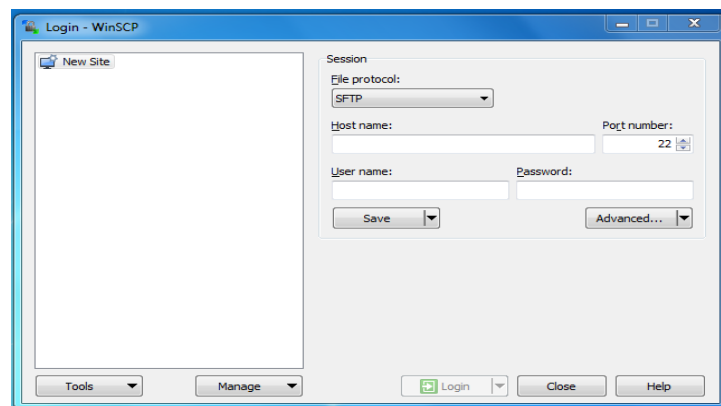 Login - WinSCP
New Site
Session
File protocol:
SFTP
Host name:
Port number:
22
User name:
Password:
Save
Advanced...
Tools
Manage
Login
Close
Help